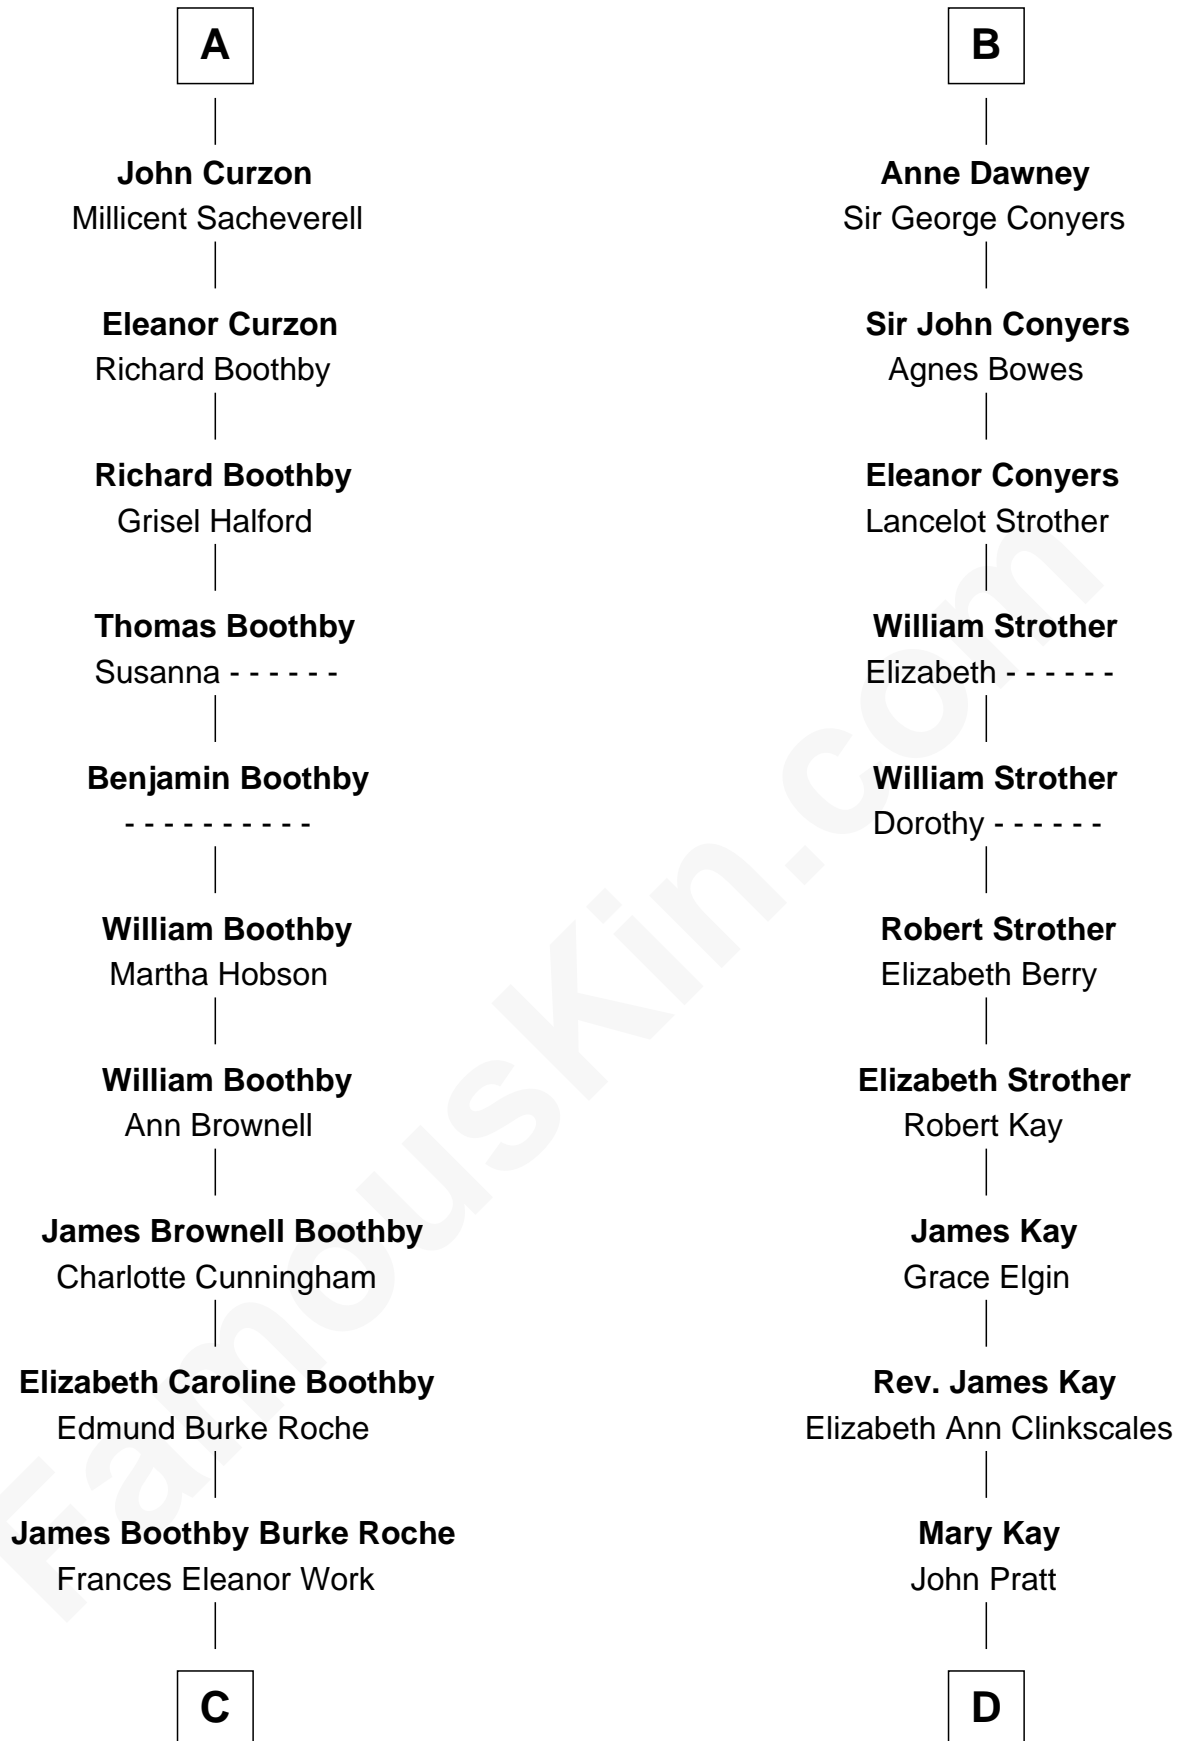 A
John Curzon
Millicent Sacheverell
Eleanor Curzon
Richard Boothby
Richard Boothby
Grisel Halford
Thomas Boothby
Susanna - - - - - -
Benjamin Boothby
- - - - - - - - - -
William Boothby
Martha Hobson
William Boothby
Ann Brownell
James Brownell Boothby
Charlotte Cunningham
Elizabeth Caroline Boothby
Edmund Burke Roche
James Boothby Burke Roche
Frances Eleanor Work
C
B
Anne Dawney
Sir George Conyers
Sir John Conyers
Agnes Bowes
Eleanor Conyers
Lancelot Strother
William Strother
Elizabeth - - - - - -
William Strother
Dorothy - - - - - -
Robert Strother
Elizabeth Berry
Elizabeth Strother
Robert Kay
James Kay
Grace Elgin
Rev. James Kay
Elizabeth Ann Clinkscales
Mary Kay
John Pratt
D
FamousKin.com